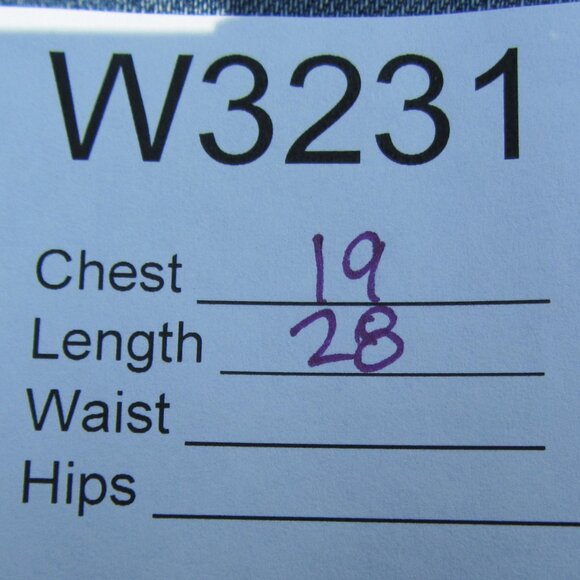 W3231
Chest 19
Length 28
Waist
Hips